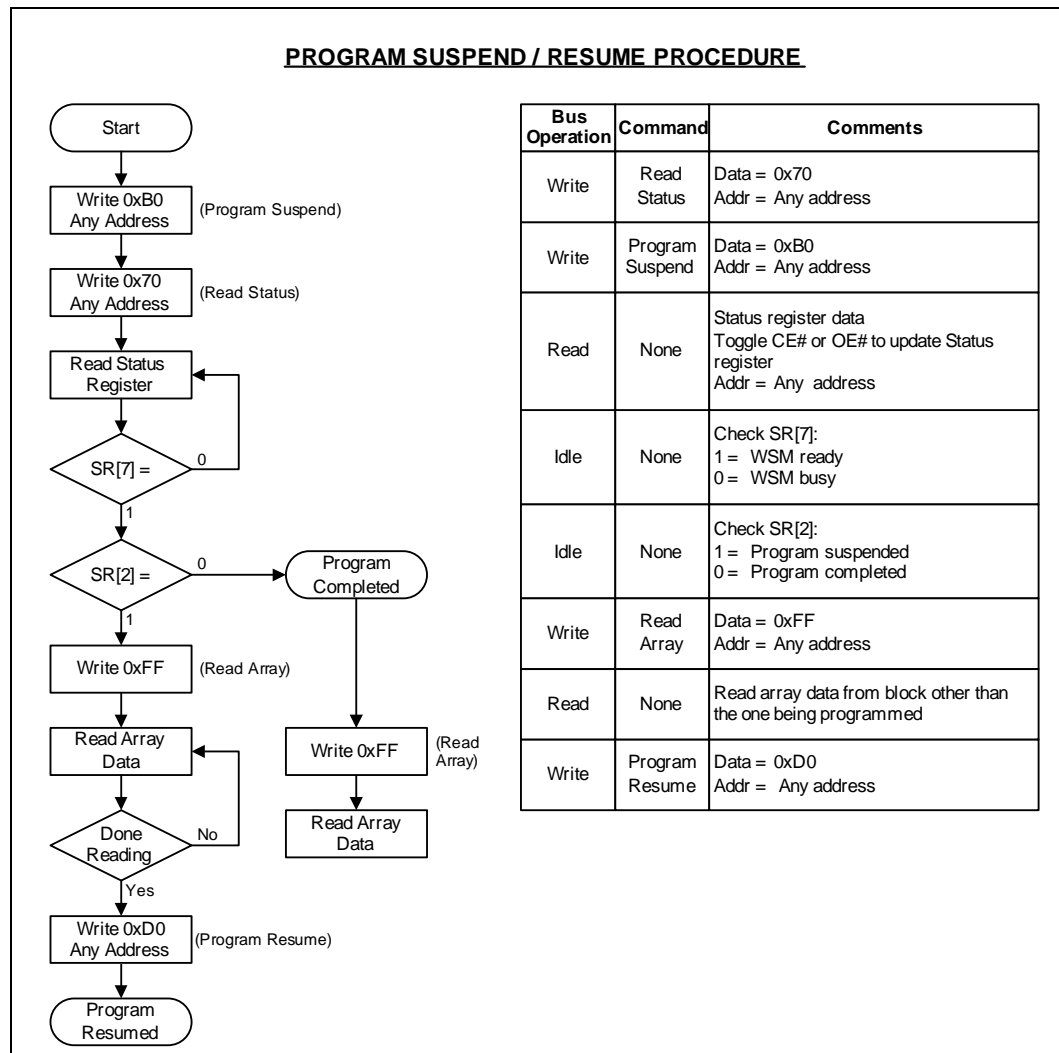 PROGRAM SUSPEND / RESUME PROCEDURE
Start
Write 0xB0
Any Address
(Program Suspend)
Write 0x70
Any Address
(Read Status)
Read Status
Register
SR[7] =
0
1
SR[2] =
0
1
Program
Completed
Write 0xFF
(Read Array)
Read Array
Data
Write 0xFF
(Read
Array)
Read Array
Data
Done
Reading
No
Yes
Write 0xD0
Any Address
(Program Resume)
Program
Resumed
Bus
Operation
Command
Comments
Write
Read
Status
Data = 0x70
Addr = Any address
Write
Program
Suspend
Data = 0xB0
Addr = Any address
Read
None
Status register data
Toggle CE# or OE# to update Status
register
Addr = Any address
Idle
None
Check SR[7]:
1 = WSM ready
0 = WSM busy
Idle
None
Check SR[2]:
1 = Program suspended
0 = Program completed
Write
Read
Array
Data = 0xFF
Addr = Any address
Read
None
Read array data from block other than
the one being programmed
Write
Program
Resume
Data = 0xD0
Addr = Any address